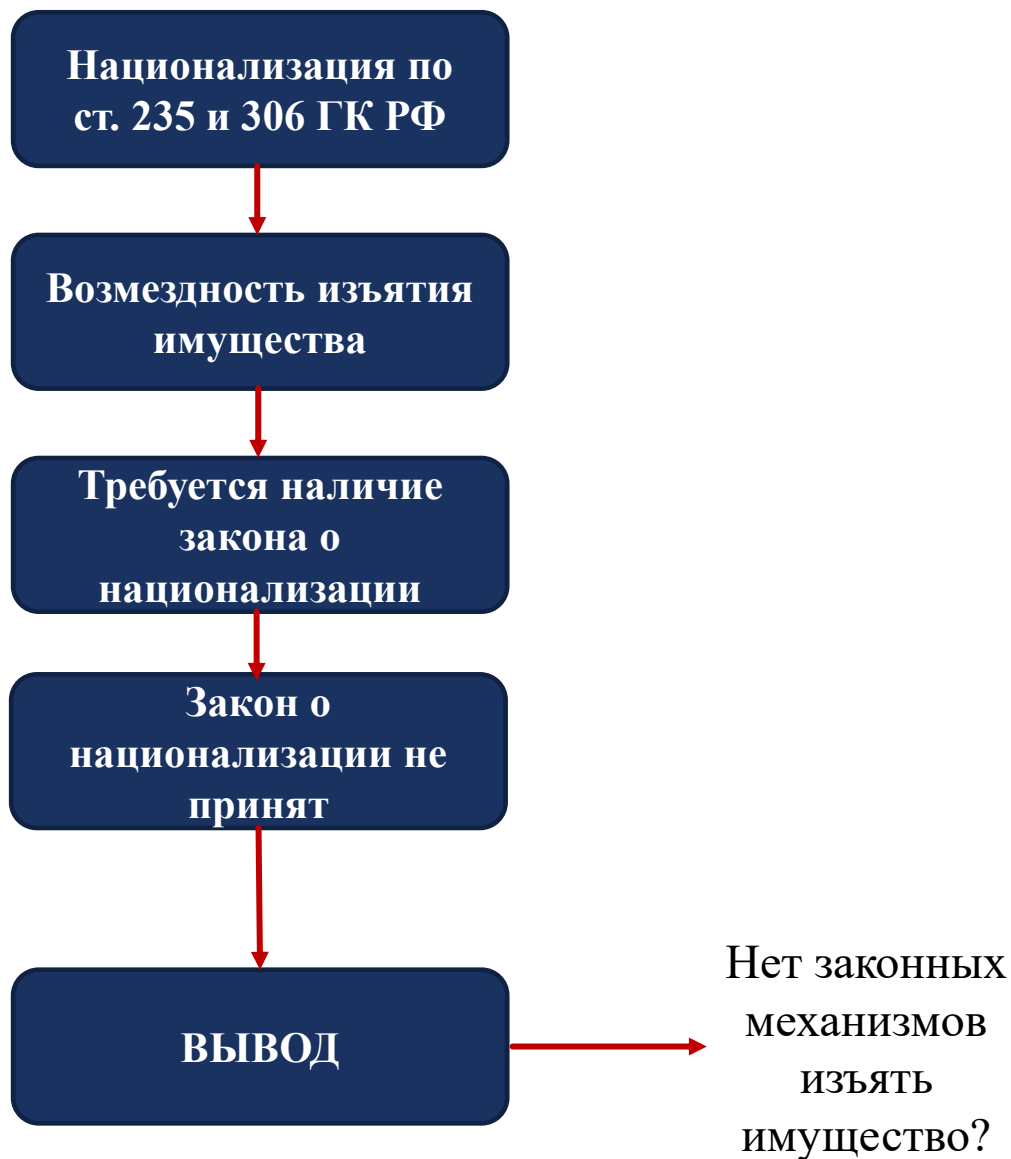 Национализация по
ст. 235 и 306 ГК РФ
Возмездность изъятия
имущества
Требуется наличие
закона о
национализации
Закон о
национализации не
принят
ВЫВОД
Нет законных
механизмов
изъять
имущество?